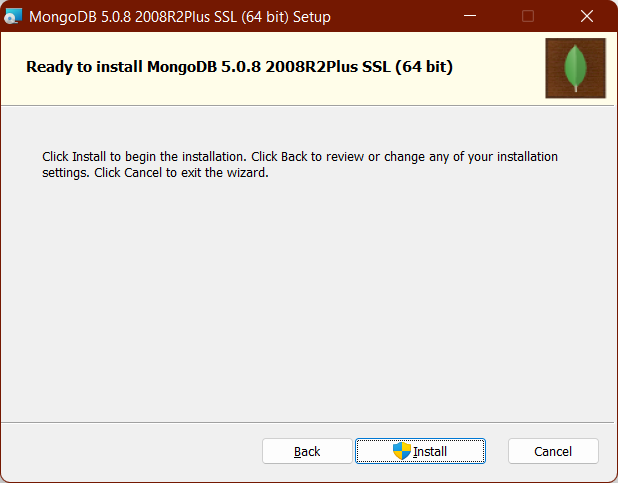 MongoDB 5.0.8 2008R2Plus SSL (64 bit) Setup
Ready to install MongoDB 5.0.8 2008R2Plus SSL (64 bit)
Click Install to begin the installation. Click Back to review or change any of your installation
settings. Click Cancel to exit the wizard.
Back
Install
Cancel